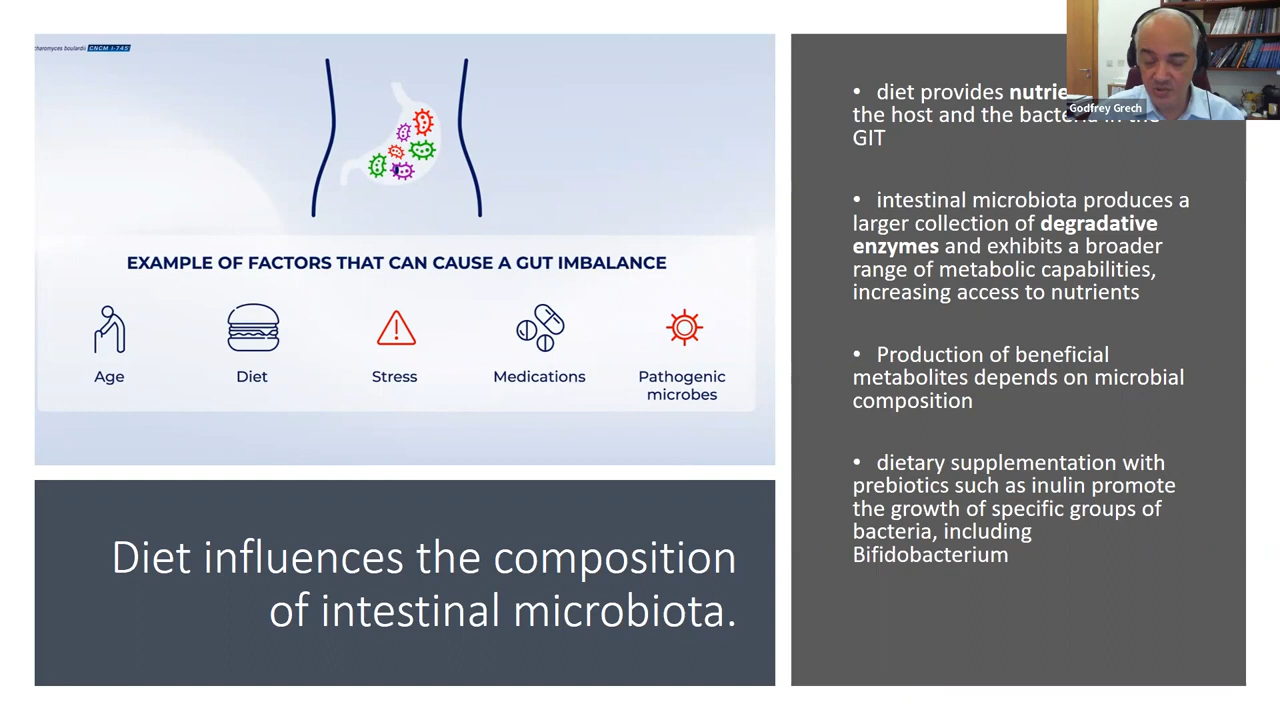 charomyces boulardii CNCM I-745
EXAMPLE OF FACTORS THAT CAN CAUSE A GUT IMBALANCE
Age
Diet
Stress
Medications
Pathogenic
microbes
Diet influences the composition
of intestinal microbiota.
• diet provides
the host and the
GIT
• intestinal microbiota produces a
larger collection of degradative
enzymes and exhibits a broader
range of metabolic capabilities,
increasing access to nutrients
• Production of beneficial
metabolites depends on microbial
composition
• dietary supplementation with
prebiotics such as inulin promote
the growth of specific groups of
bacteria, including
Bifidobacterium
Godfrey Grech